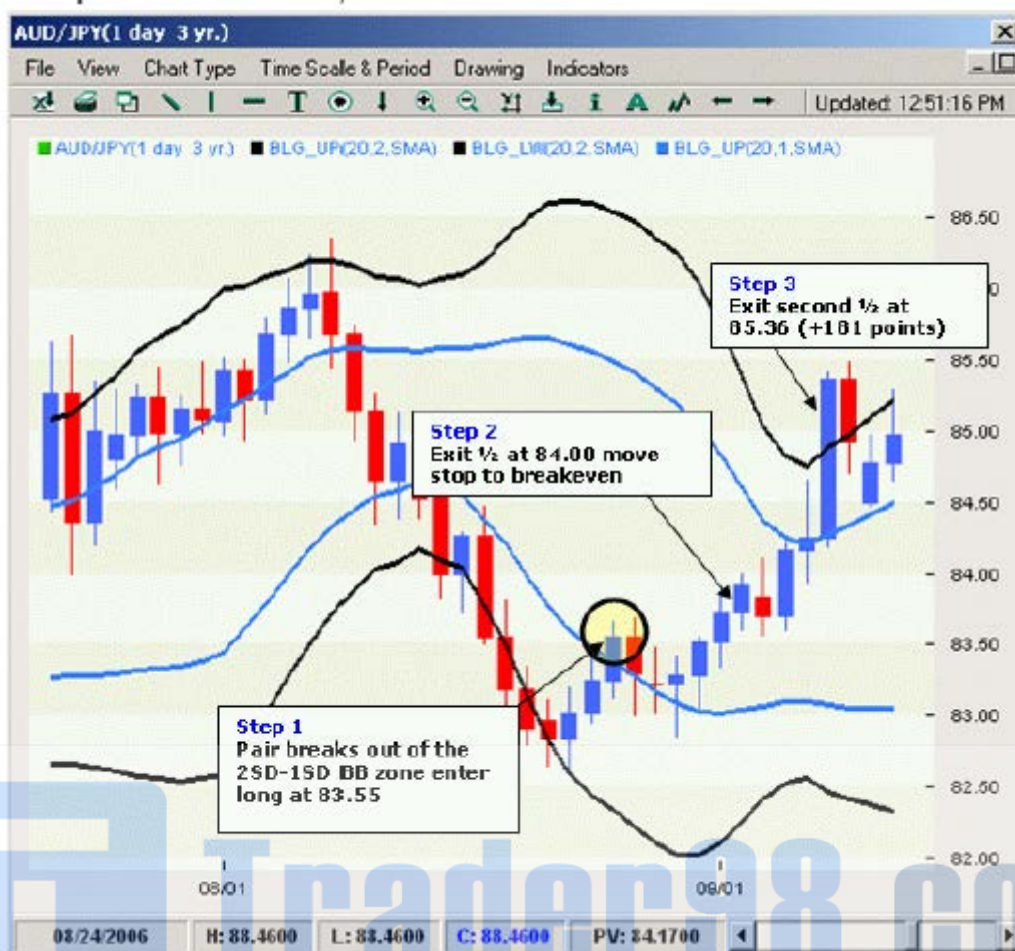 AUD/JPY(1 day 3 yr.)
File View Chart Type Time Scale & Period Drawing Indicators
Updated: 12:51:16 PM
AUD/JPY(1 day 3 yr) BLG_UP(20,2,SMA) BLG_LW(20,2,SMA) BLG_UP(20,1,SMA)
86.50
Step 3
Exit second ½ at
85.36 (+181 points)
0
85.50
Step 2
Exit ½ at 84.00 move
stop to breakeven
85.00
84.50
84.00
83.50
83.00
Step 1
Pair breaks out of the
2SD-1SD BB zone enter
long at 83.55
82.50
82.00
08/01 09/01
Trader98
08/24/2006 H: 88.4600 L: 88.4600 C: 88.4600 PV: 84.1700